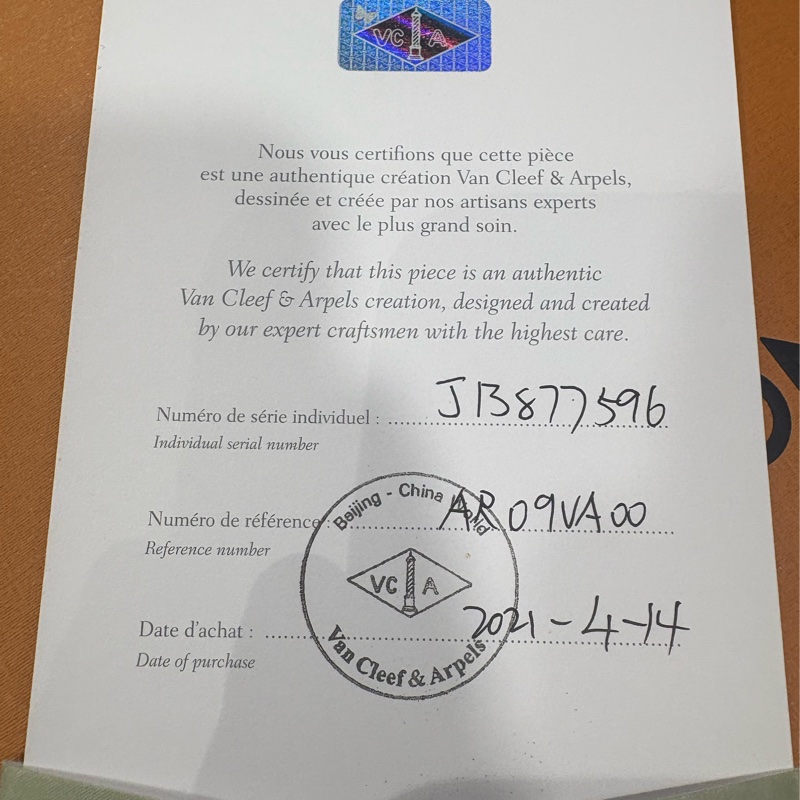 VC A
Nous vous certifions que cette pièce
est une authentique création Van Cleef & Arpels,
dessinée et créée par nos artisans experts
avec le plus grand soin.
We certify that this piece is an authentic
Van Cleef & Arpels creation, designed and created
by our expert craftsmen with the highest care.
Numéro de série individuel : JB877596
Individual serial number
Beijing - China World
Numéro de référence : AR09VA00
Reference number
VC A
Date d'achat : 2021-4-14
Date of purchase
Van Cleef & Arpels